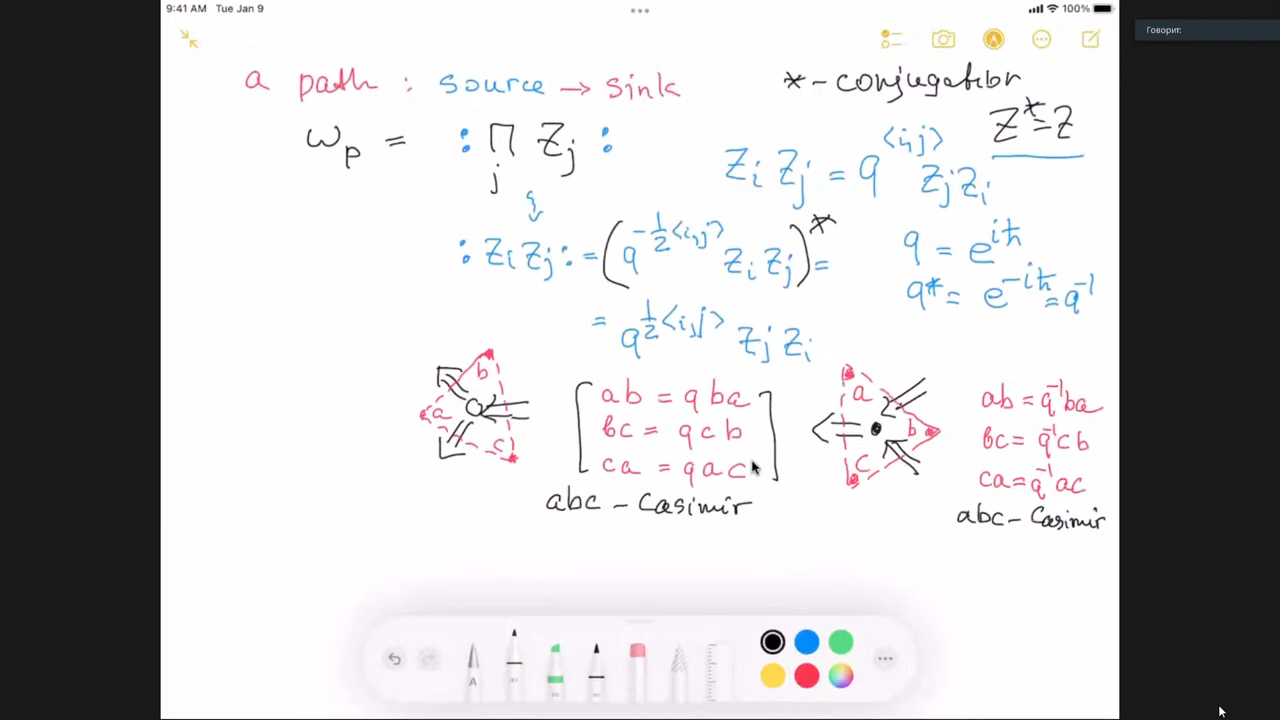 9:41 AM Tue Jan 9
100%
Говорит:
a path : source → sink
*-conjugation
Z* = Z
ω_p = : ∏_j Z_j :
Z_i Z_j = q^{<i,j>} Z_j Z_i
: Z_i Z_j : = (q^{-1/2 <i,j>} Z_i Z_j)* =
q = e^{iħ}
q* = e^{-iħ} = q^{-1}
= q^{1/2 <i,j>} Z_j Z_i
b
a
c
ab = q ba
bc = q cb
ca = q ac
abc - Casimir
a
b
c
ab = q^{-1} ba
bc = q^{-1} cb
ca = q^{-1} ac
abc - Casimir
A